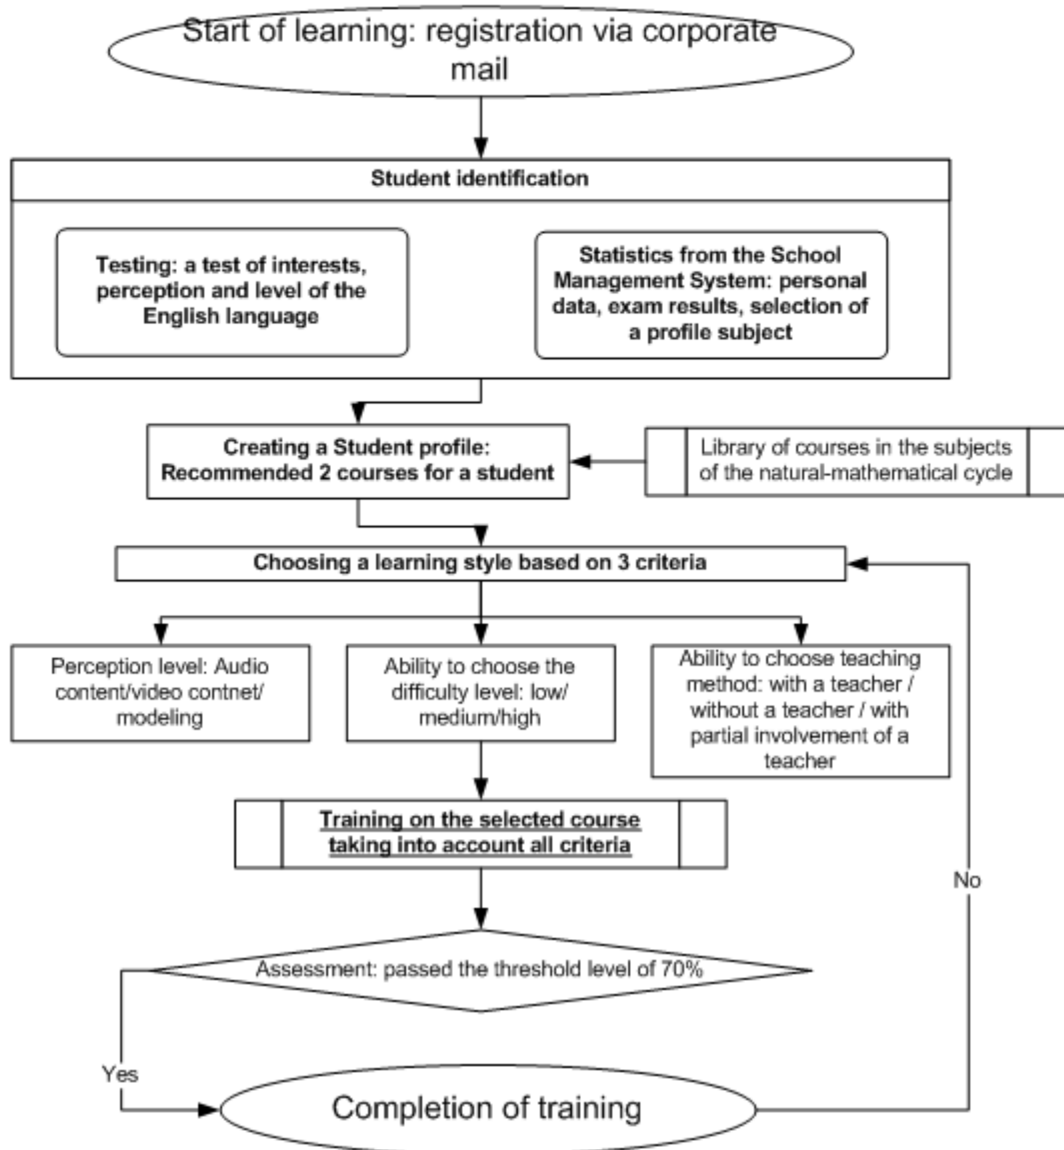 Start of learning: registration via corporate
mail
Student identification
Testing: a test of interests,
perception and level of the
English language
Statistics from the School
Management System: personal
data, exam results, selection of
a profile subject
Creating a Student profile:
Recommended 2 courses for a student
Library of courses in the subjects
of the natural-mathematical cycle
Choosing a learning style based on 3 criteria
Perception level: Audio
content/video contnet/
modeling
Ability to choose the
difficulty level: low/
medium/high
Ability to choose teaching
method: with a teacher /
without a teacher / with
partial involvement of a
teacher
Training on the selected course
taking into account all criteria
No
Assessment: passed the threshold level of 70%
Yes
Completion of training